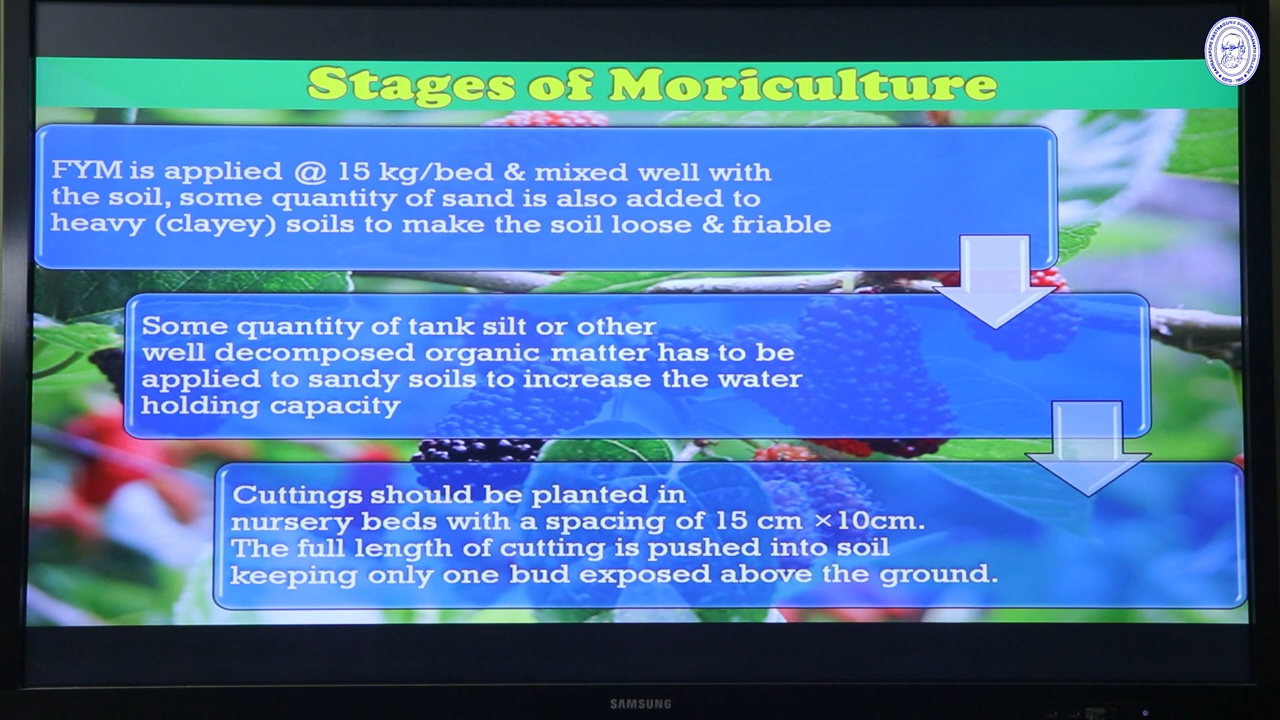 Stages of Moriculture
FYM is applied @ 15 kg/bed & mixed well with
the soil, some quantity of sand is also added to
heavy (clayey) soils to make the soil loose & friable
Some quantity of tank silt or other
well decomposed organic matter has to be
applied to sandy soils to increase the water
holding capacity
Cuttings should be planted in
nursery beds with a spacing of 15 cm ×10cm.
The full length of cutting is pushed into soil
keeping only one bud exposed above the ground.
SAMSUNG